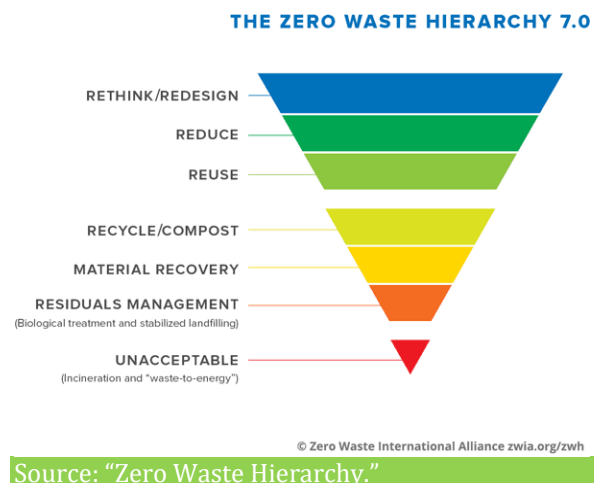 THE ZERO WASTE HIERARCHY 7.0
RETHINK/REDESIGN
REDUCE
REUSE
RECYCLE/COMPOST
MATERIAL RECOVERY
RESIDUALS MANAGEMENT
(Biological treatment and stabilized landfilling)
UNACCEPTABLE
(Incineration and “waste-to-energy”)
© Zero Waste International Alliance zwia.org/zwh
Source: “Zero Waste Hierarchy.”